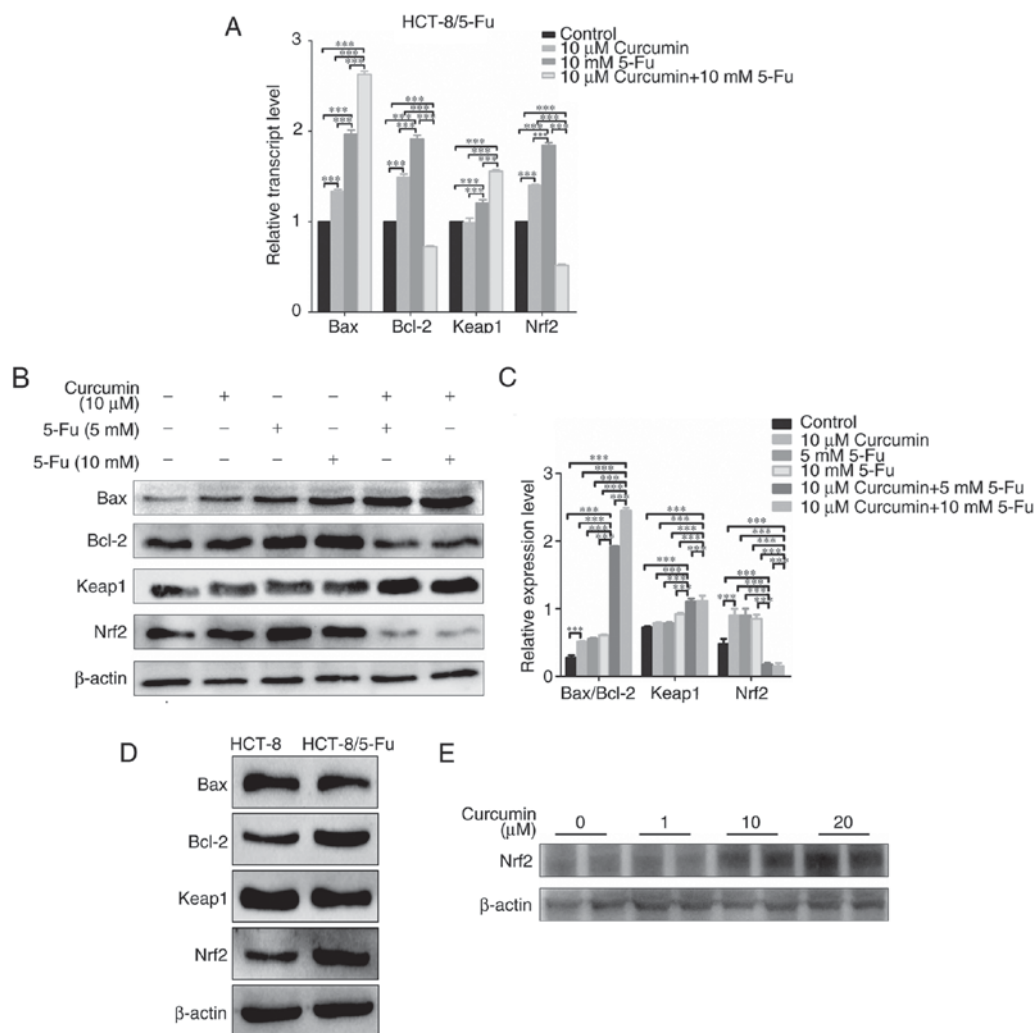 A
HCT-8/5-Fu
Control
10 μM Curcumin
10 mM 5-Fu
10 μM Curcumin+10 mM 5-Fu
Relative transcript level
3
2
1
0
*** *** *** *** *** ***
*** *** *** *** *** ***
*** *** *** *** ***
*** *** *** *** *** ***
Bax Bcl-2 Keap1 Nrf2
B
Curcumin
(10 μM)
– + – – + +
5-Fu (5 mM) – – + – + –
5-Fu (10 mM) – – – + – +
Bax
Bcl-2
Keap1
Nrf2
β-actin
C
Control
10 μM Curcumin
5 mM 5-Fu
10 mM 5-Fu
10 μM Curcumin+5 mM 5-Fu
10 μM Curcumin+10 mM 5-Fu
Relative expression level
3
2
1
0
*** *** *** *** *** *** *** *** ***
*** *** *** *** *** *** *** ***
*** *** *** *** *** *** *** *** ***
Bax/Bcl-2 Keap1 Nrf2
D
HCT-8 HCT-8/5-Fu
Bax
Bcl-2
Keap1
Nrf2
β-actin
E
Curcumin
(μM)
0 1 10 20
Nrf2
β-actin